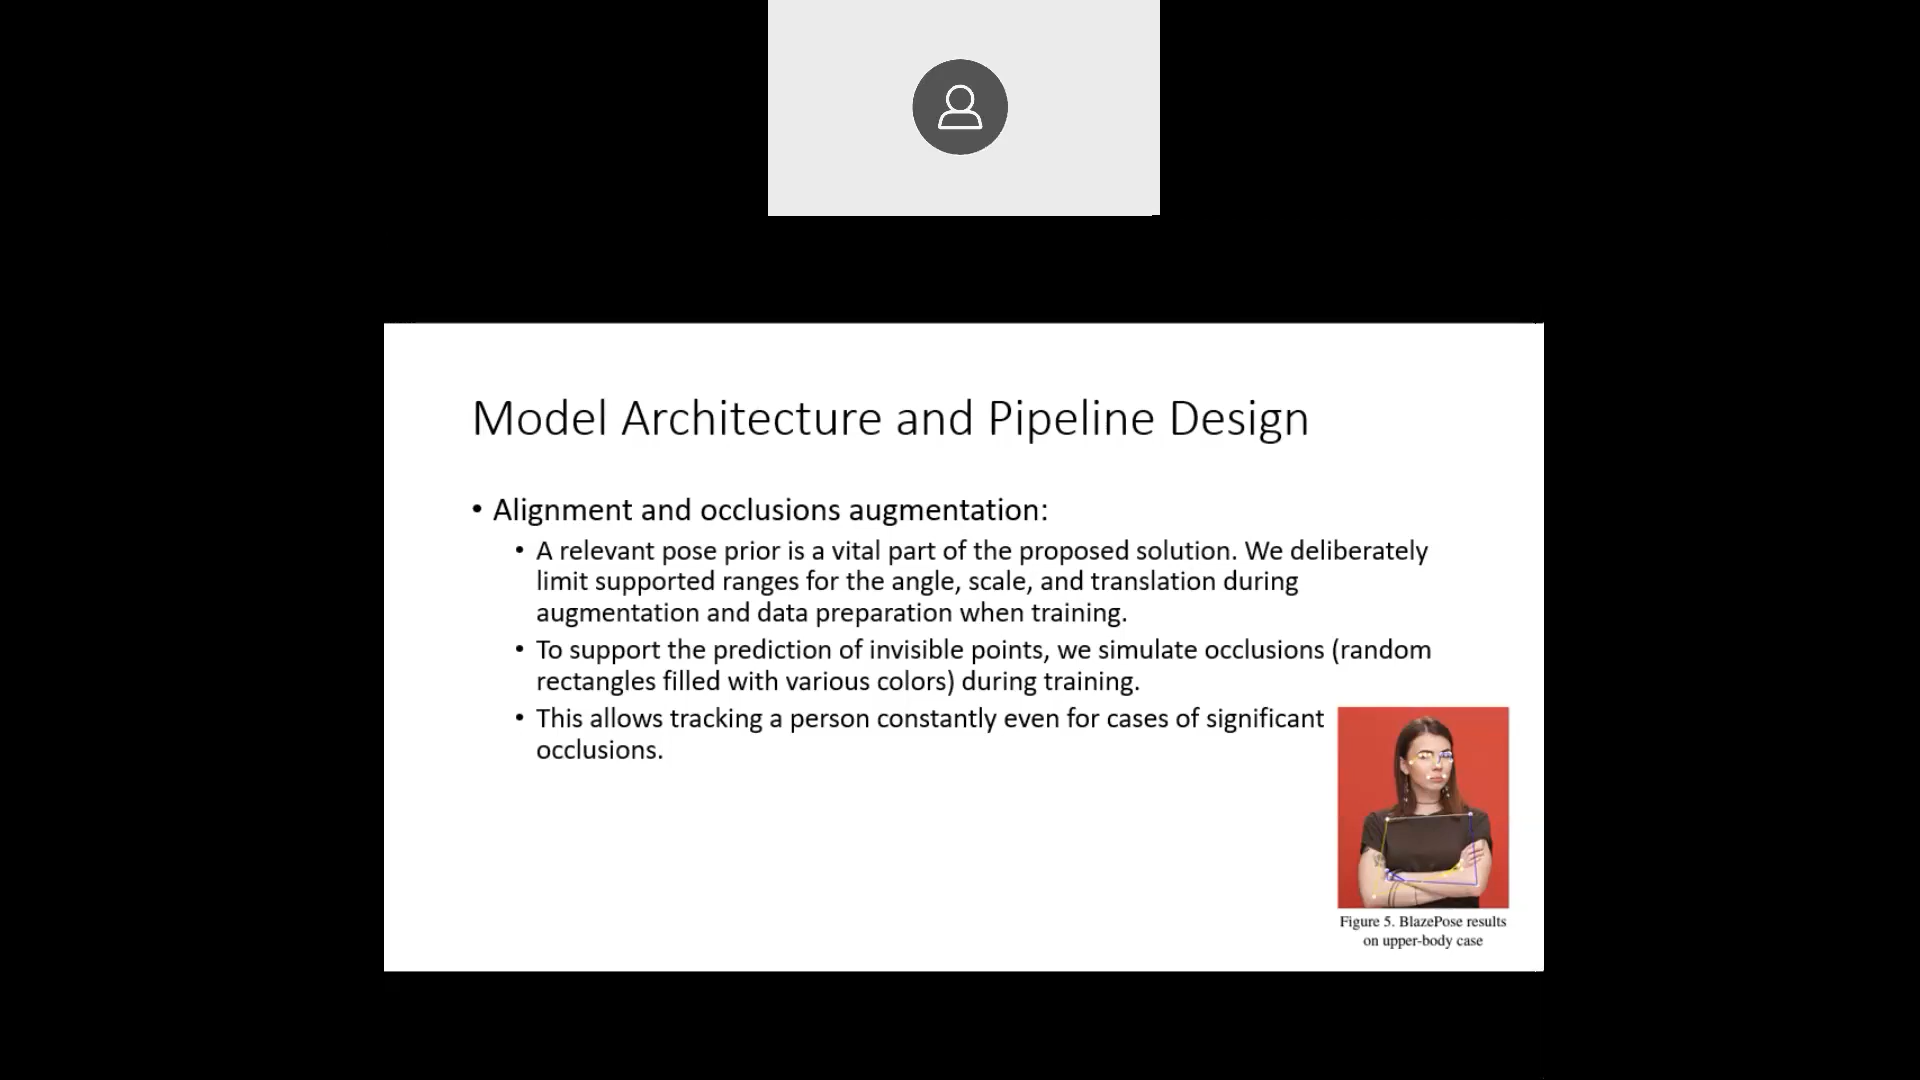 Model Architecture and Pipeline Design
• Alignment and occlusions augmentation:
• A relevant pose prior is a vital part of the proposed solution. We deliberately
limit supported ranges for the angle, scale, and translation during
augmentation and data preparation when training.
• To support the prediction of invisible points, we simulate occlusions (random
rectangles filled with various colors) during training.
• This allows tracking a person constantly even for cases of significant
occlusions.
Figure 5. BlazePose results
on upper-body case